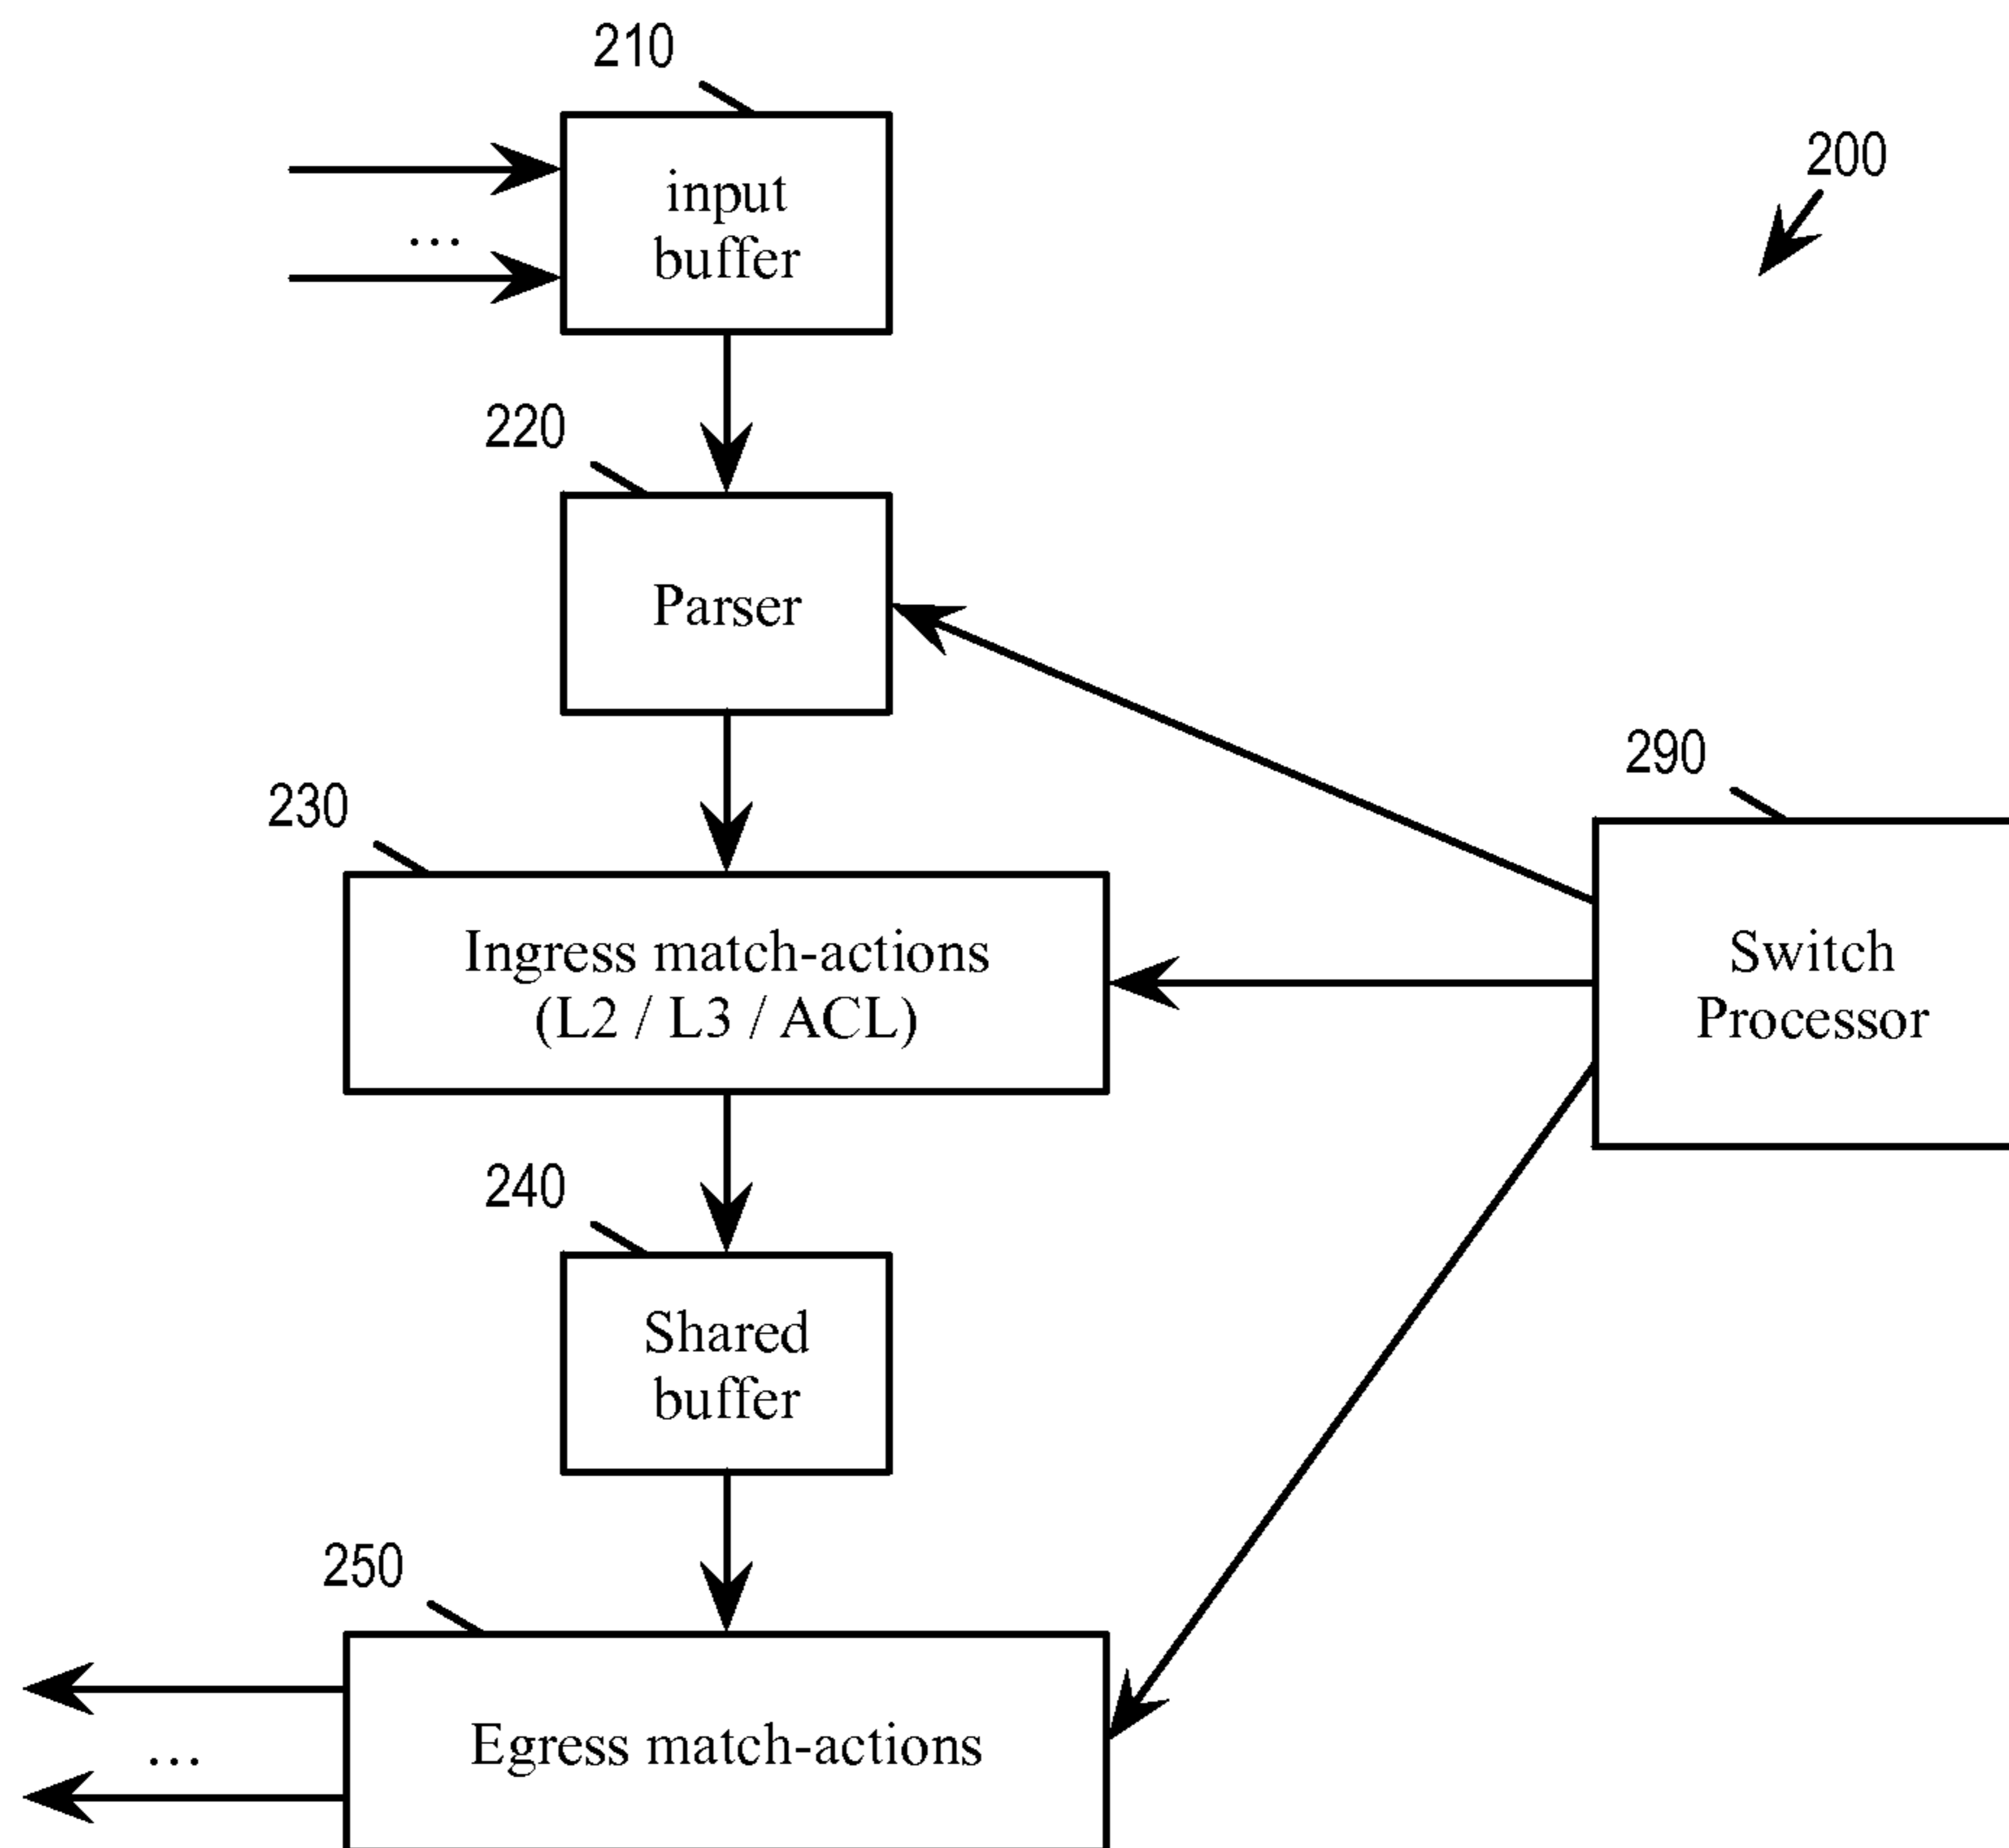 210
200
input
buffer
...
220
Parser
290
230
Ingress match-actions
(L2 / L3 / ACL)
Switch
Processor
240
Shared
buffer
250
Egress match-actions
...